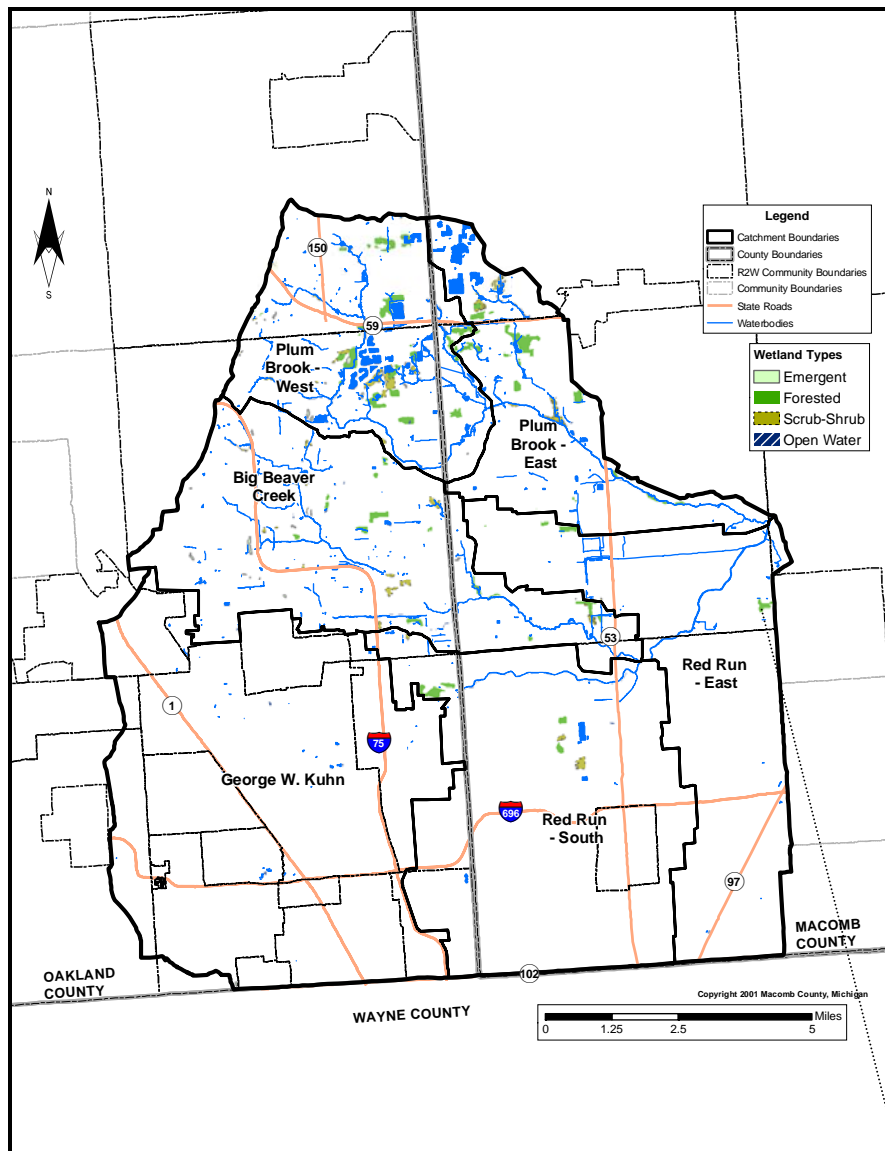 N
S
150
59
Plum
Brook -
West
Plum
Brook -
East
Big Beaver
Creek
53
Red Run
- East
1
75
George W. Kuhn
696
Red Run
- South
97
MACOMB
COUNTY
OAKLAND
COUNTY
102
WAYNE COUNTY
Legend
Catchment Boundaries
County Boundaries
R2W Community Boundaries
Community Boundaries
State Roads
Waterbodies
Wetland Types
Emergent
Forested
Scrub-Shrub
Open Water
Copyright 2001 Macomb County, Michigan
Miles
0 1.25 2.5 5